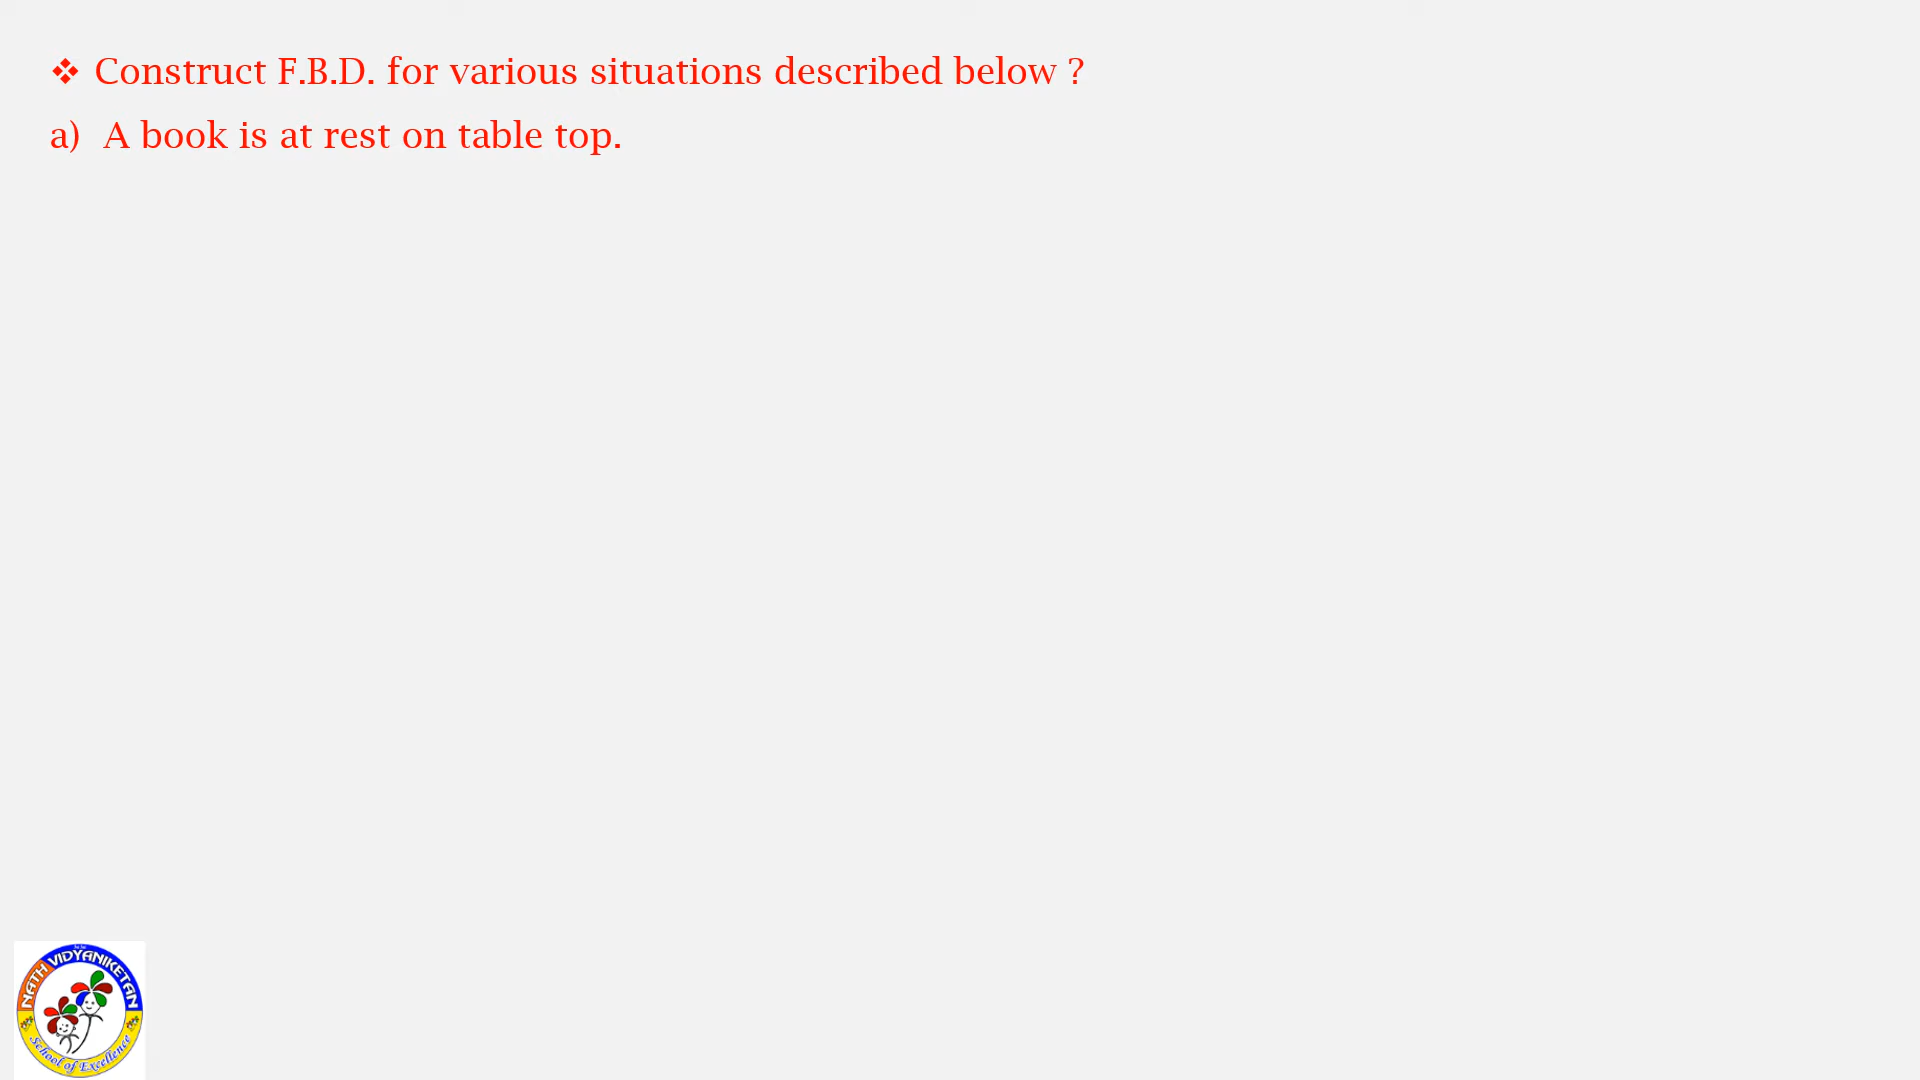 ❖ Construct F.B.D. for various situations described below ?
a) A book is at rest on table top.
NATH VIDYANIKETAN
School of Excellence